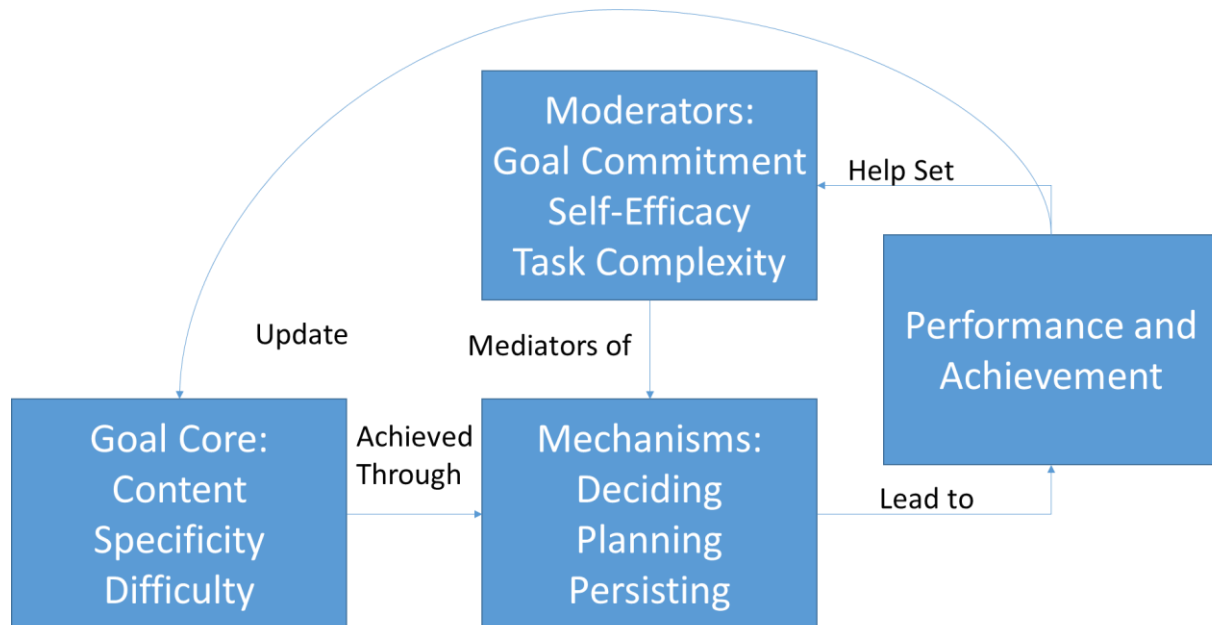 Moderators:
Goal Commitment
Self-Efficacy
Task Complexity
Help Set
Performance and
Achievement
Update
Mediators of
Goal Core:
Content
Specificity
Difficulty
Achieved
Through
Mechanisms:
Deciding
Planning
Persisting
Lead to